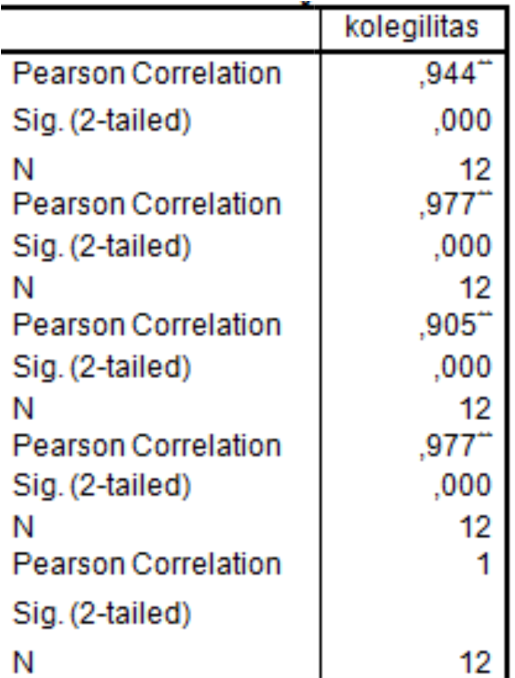 kolegilitas
Pearson Correlation ,944**
Sig. (2-tailed) ,000
N 12
Pearson Correlation ,977**
Sig. (2-tailed) ,000
N 12
Pearson Correlation ,905**
Sig. (2-tailed) ,000
N 12
Pearson Correlation ,977**
Sig. (2-tailed) ,000
N 12
Pearson Correlation 1
Sig. (2-tailed)
N 12